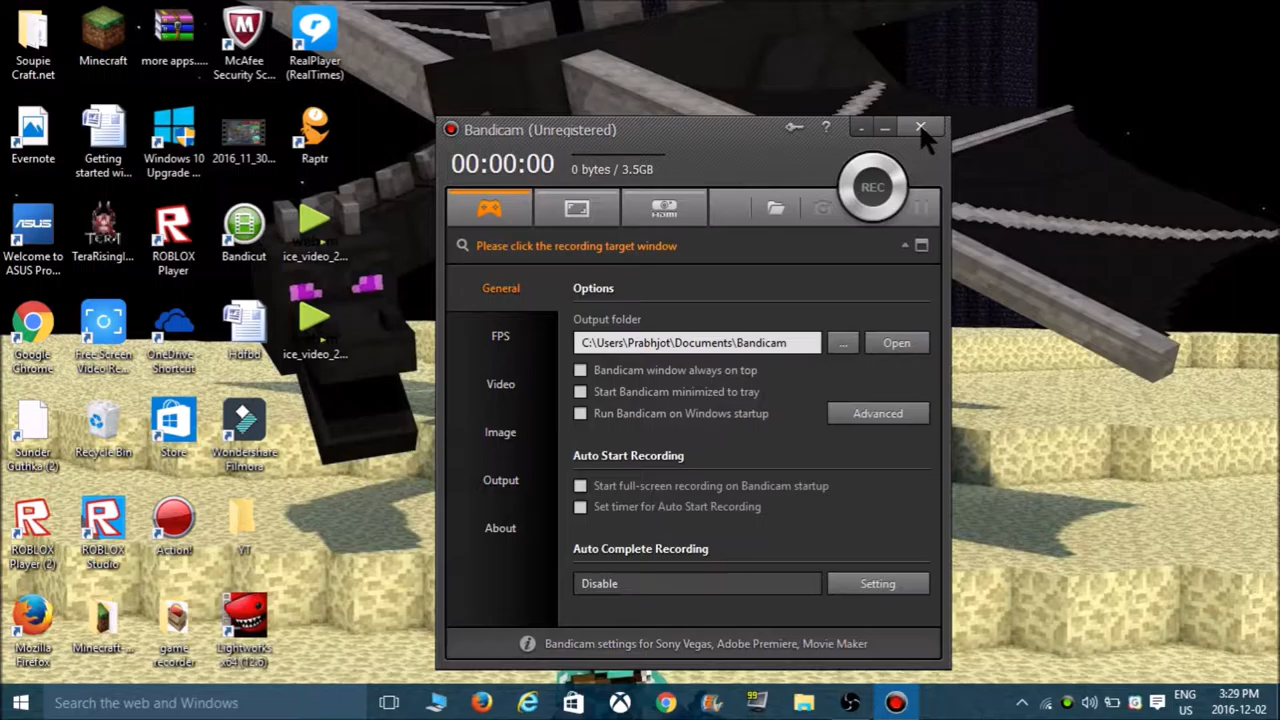 Soupie
Craft.net
Minecraft
more apps....
McAfee
Security Sc...
RealPlayer
(RealTimes)
Evernote
Getting
started wi...
Windows 10
Upgrade ...
2016_11_30...
Raptr
Welcome to
ASUS Pro...
TeraRisingI...
ROBLOX
Player
Bandicut
ice_video_2...
Google
Chrome
Free Screen
Video Re...
OneDrive
Shortcut
Hdfbd
ice_video_2...
Sunder
Guthka (2)
Recycle Bin
Store
Wondershare
Filmora
ROBLOX
Player (2)
ROBLOX
Studio
Action!
YT
Mozilla
Firefox
Minecraft-...
game
recorder
Lightworks
x64 (12.6)
Bandicam (Unregistered)
?
00:00:00
0 bytes / 3.5GB
REC
HDMI
Please click the recording target window
General
FPS
Video
Image
Output
About
Options
Output folder
C:\Users\Prabhjot\Documents\Bandicam
...
Open
Bandicam window always on top
Start Bandicam minimized to tray
Run Bandicam on Windows startup
Advanced
Auto Start Recording
Start full-screen recording on Bandicam startup
Set timer for Auto Start Recording
Auto Complete Recording
Disable
Setting
Bandicam settings for Sony Vegas, Adobe Premiere, Movie Maker
Search the web and Windows
99
ENG
US
3:29 PM
2016-12-02